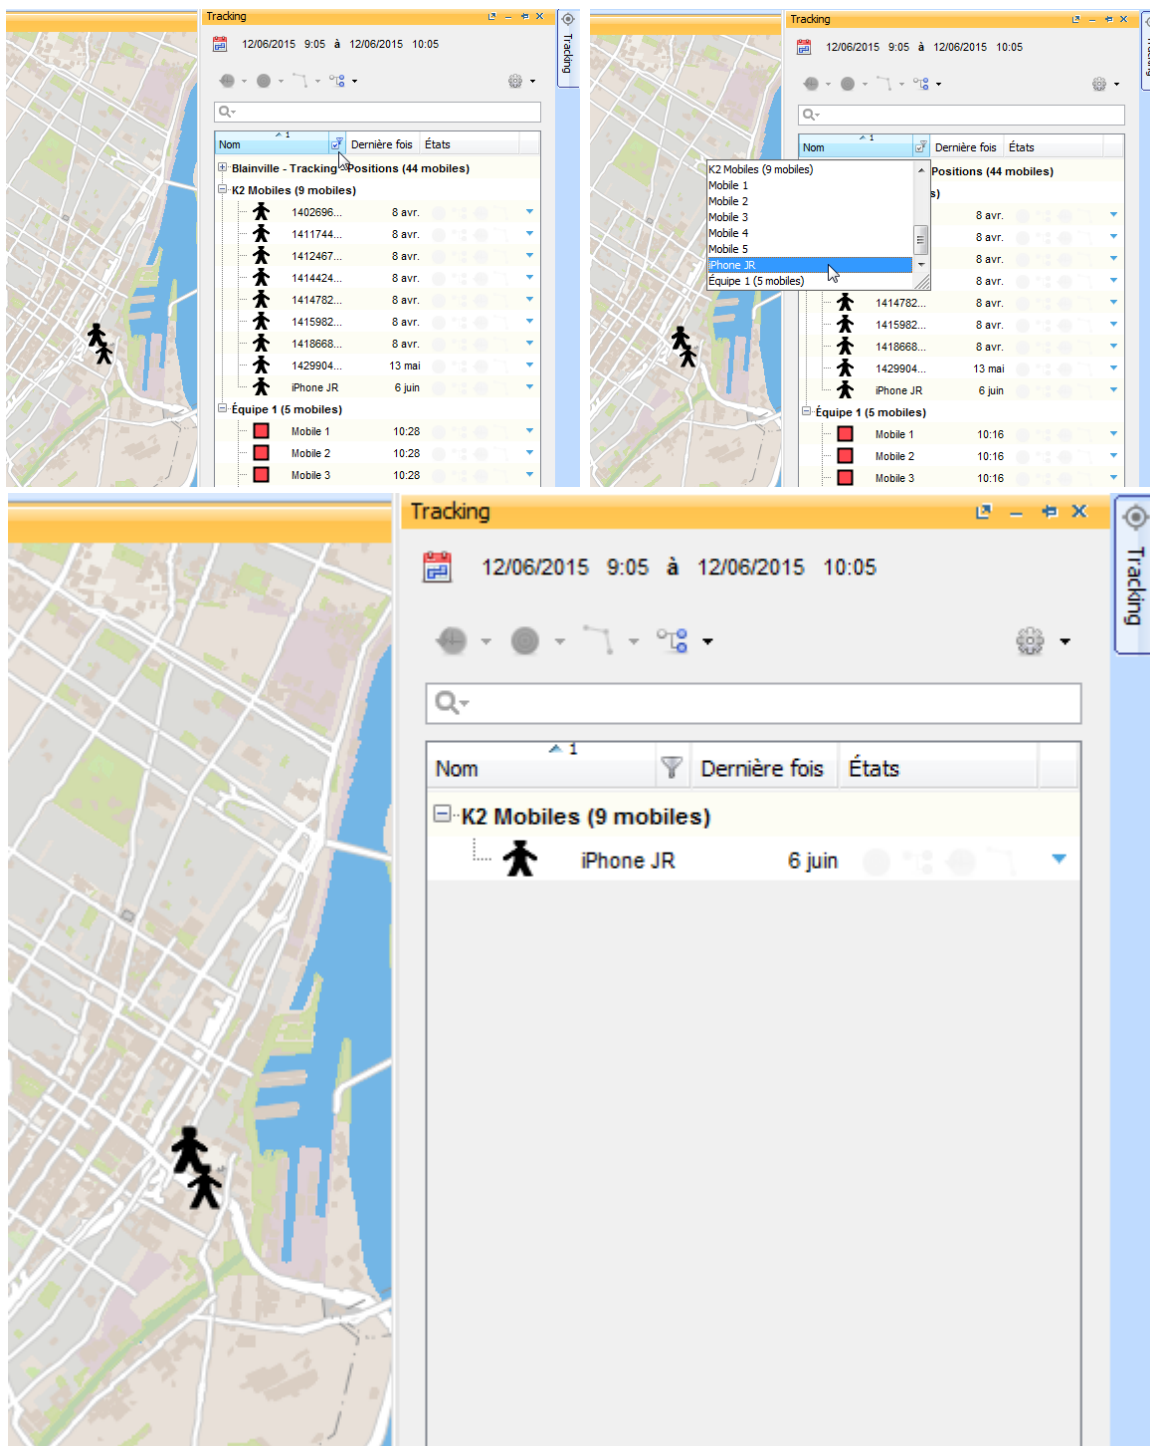 Tracking
12/06/2015 9:05 à 12/06/2015 10:05
Nom 1 Dernière fois États
Blainville - Tracking Positions (44 mobiles)
K2 Mobiles (9 mobiles)
1402696... 8 avr.
1411744... 8 avr.
1412467... 8 avr.
1414424... 8 avr.
1414782... 8 avr.
1415982... 8 avr.
1418668... 8 avr.
1429904... 13 mai
iPhone JR 6 juin
Équipe 1 (5 mobiles)
Mobile 1 10:28
Mobile 2 10:28
Mobile 3 10:28
Tracking
Tracking
12/06/2015 9:05 à 12/06/2015 10:05
Nom 1 Dernière fois États
K2 Mobiles (9 mobiles)
Mobile 1
Mobile 2
Mobile 3
Mobile 4
Mobile 5
iPhone JR
Équipe 1 (5 mobiles)
Positions (44 mobiles)
s)
8 avr.
8 avr.
8 avr.
8 avr.
1414782... 8 avr.
1415982... 8 avr.
1418668... 8 avr.
1429904... 13 mai
iPhone JR 6 juin
Équipe 1 (5 mobiles)
Mobile 1 10:16
Mobile 2 10:16
Mobile 3 10:16
Tracking
Tracking
12/06/2015 9:05 à 12/06/2015 10:05
Nom 1 Dernière fois États
K2 Mobiles (9 mobiles)
iPhone JR 6 juin
Tracking